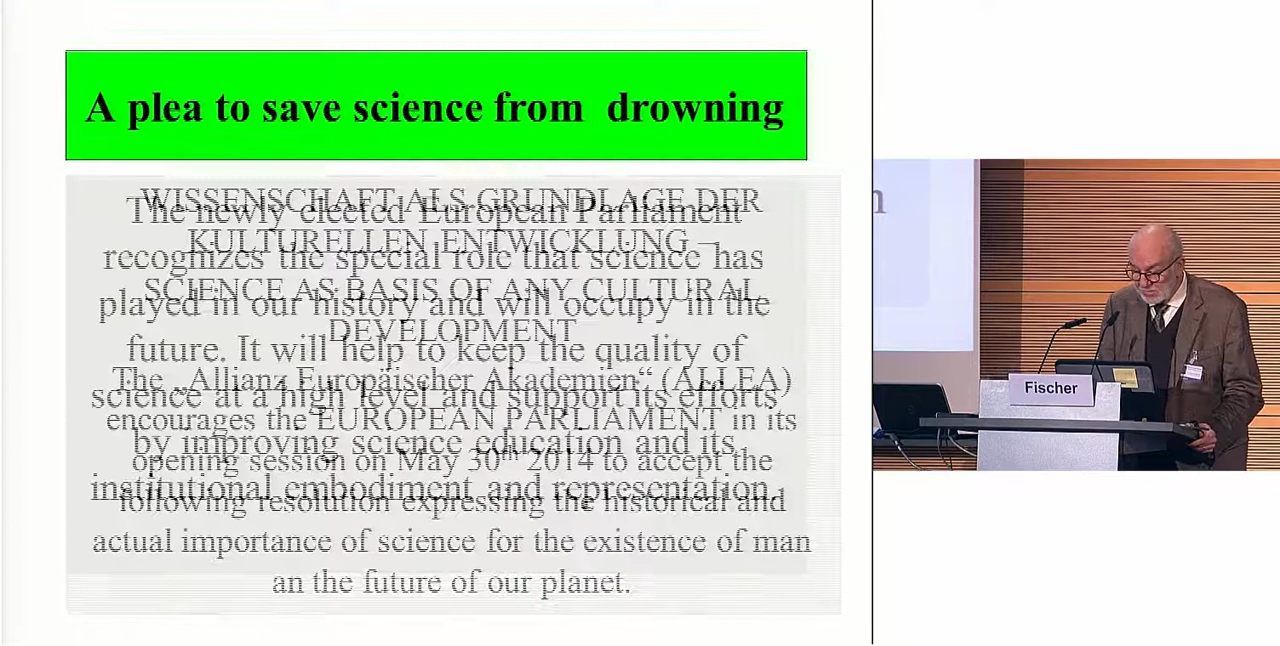 A plea to save science from drowning
WISSENSCHAFT ALS GRUNDLAGE DER
KULTURELLEN ENTWICKLUNG –
SCIENCE AS BASIS OF ANY CULTURAL
DEVELOPMENT
The „Allianz Europäischer Akademien“ (ALLEA)
encourages the EUROPEAN PARLIAMENT in its
opening session on May 30th 2014 to accept the
following resolution expressing the historical and
actual importance of science for the existence of man
an the future of our planet.
The newly elected European Parliament
recognizes the special role that science has
played in our history and will occupy in the
future. It will help to keep the quality of
science at a high level and support its efforts
by improving science education and its
institutional embodiment and representation.
n
Fischer